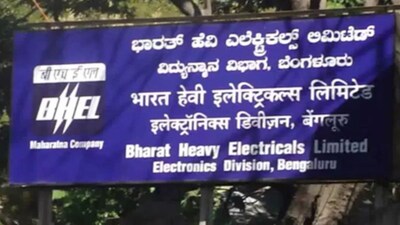 ಭಾರತ್ ಹೆವಿ ಎಲೆಕ್ಟ್ರಿಕಲ್ಸ್ ಲಿಮಿಟೆಡ್
ವಿದ್ಯುನ್ಮಾನ ವಿಭಾಗ, ಬೆಂಗಳೂರು
बी एच ई एल
BHEL
Maharatna Company
भारत हेवी इलेक्ट्रिकल्स लिमिटेड
इलेक्ट्रॉनिक्स डिवीज़न, बेंगलूरु
Bharat Heavy Electricals Limited
Electronics Division, Bengaluru